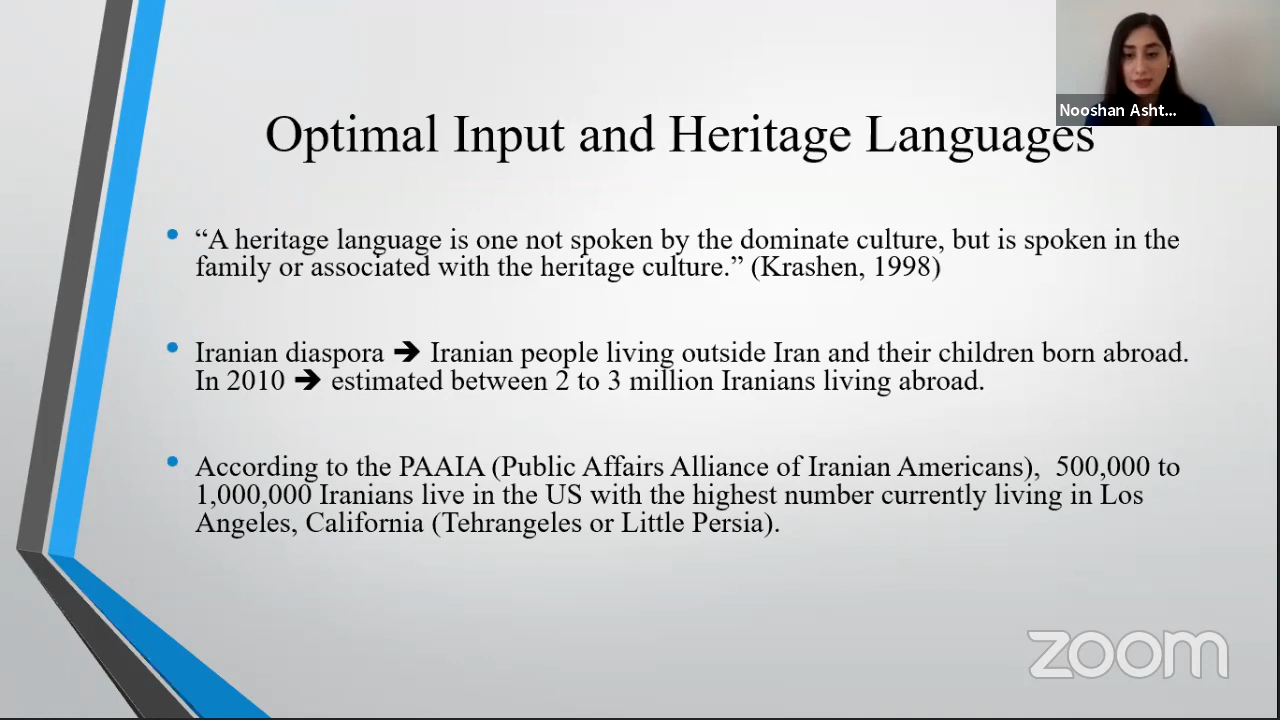 Nooshan Asht...
Optimal Input and Heritage Languages
“A heritage language is one not spoken by the dominate culture, but is spoken in the
family or associated with the heritage culture.” (Krashen, 1998)
Iranian diaspora ➔ Iranian people living outside Iran and their children born abroad.
In 2010 ➔ estimated between 2 to 3 million Iranians living abroad.
According to the PAAIA (Public Affairs Alliance of Iranian Americans), 500,000 to
1,000,000 Iranians live in the US with the highest number currently living in Los
Angeles, California (Tehrangeles or Little Persia).
zoom